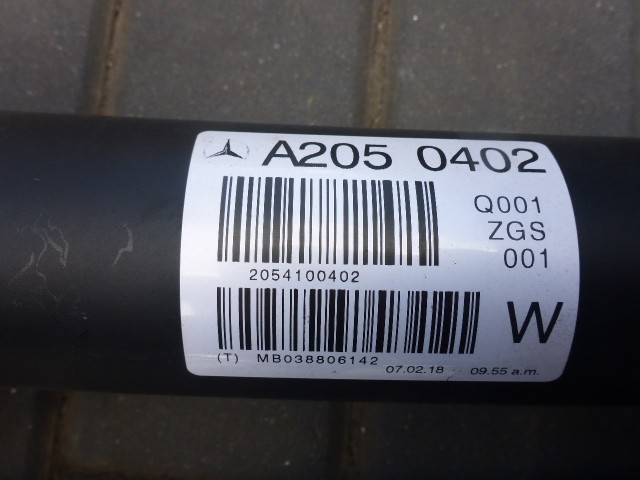 A205 0402
Q001
ZGS
001
2054100402
W
(T) MB038806142
07.02.18 09.55 a.m.